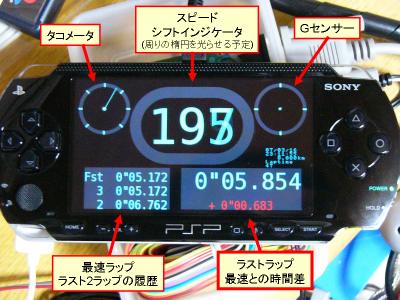 スピード
シフトインジケータ
(周りの楕円を光らせる予定)
タコメータ
Gセンサー
SONY
Fst 0"05.172
3 0"05.172
2 0"06.762
0"05.854
+ 0"00.683
Laptime
POWER
HOLD
HOME
PSP
SELECT
START
最速ラップ
ラスト2ラップの履歴
ラストラップ
最速との時間差